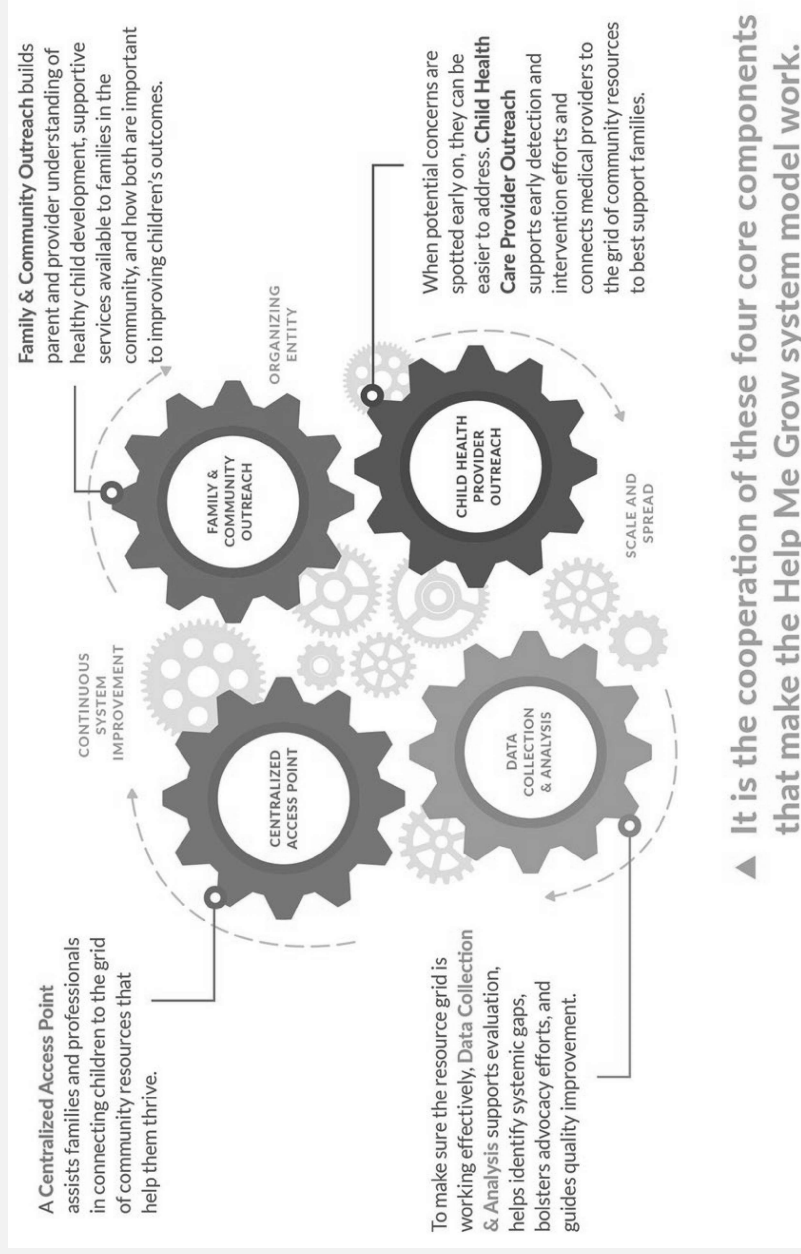 A Centralized Access Point
assists families and professionals
in connecting children to the grid
of community resources that
help them thrive.
CONTINUOUS
SYSTEM
IMPROVEMENT
Family & Community Outreach builds
parent and provider understanding of
healthy child development, supportive
services available to families in the
community, and how both are important
to improving children's outcomes.
CENTRALIZED
ACCESS POINT
FAMILY &
COMMUNITY
OUTREACH
ORGANIZING
ENTITY
To make sure the resource grid is
working effectively, Data Collection
& Analysis supports evaluation,
helps identify systemic gaps,
bolsters advocacy efforts, and
guides quality improvement.
DATA
COLLECTION
& ANALYSIS
CHILD HEALTH
PROVIDER
OUTREACH
SCALE AND
SPREAD
When potential concerns are
spotted early on, they can be
easier to address. Child Health
Care Provider Outreach
supports early detection and
intervention efforts and
connects medical providers to
the grid of community resources
to best support families.
It is the cooperation of these four core components
that make the Help Me Grow system model work.